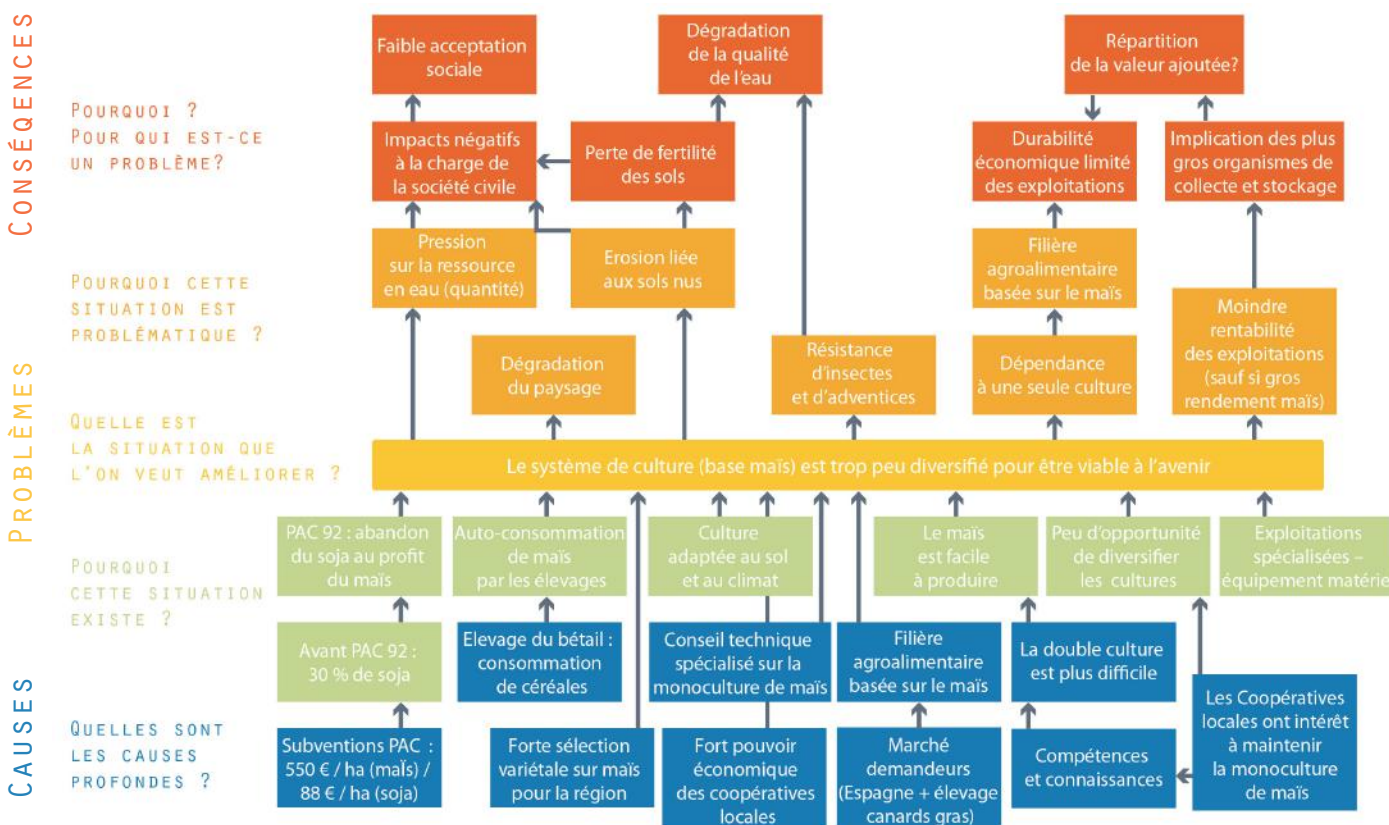 CONSÉQENCES
PROBLÈMES
CAUSES
POURQUOI ?
POUR QUI EST-CE
UN PROBLÈME?
POURQUOI CETTE
SITUATION EST
PROBLÉMATIQUE ?
QUELLE EST
LA SITUATION QUE
L'ON VEUT AMÉLIORER ?
POURQUOI
CETTE SITUATION
EXISTE ?
QUELLES SONT
LES CAUSES
PROFONDES ?
Faible acceptation
sociale
Dégradation
de la qualité
de l'eau
Répartition
de la valeur ajoutée?
Impacts négatifs
à la charge de
la société civile
Perte de fertilité
des sols
Durabilité
économique limité
des exploitations
Implication des plus
gros organismes de
collecte et stockage
Pression
sur la ressource
en eau (quantité)
Erosion liée
aux sols nus
Filière
agroalimentaire
basée sur le maïs
Moindre
rentabilité
des exploitations
(sauf si gros
rendement maïs)
Dégradation
du paysage
Résistance
d'insectes
et d'adventices
Dépendance
à une seule culture
Le système de culture (base maïs) est trop peu diversifié pour être viable à l'avenir
PAC 92 : abandon
du soja au profit
du maïs
Auto-consommation
de maïs
par les élevages
Culture
adaptée au sol
et au climat
Le maïs
est facile
à produire
Peu d'opportunité
de diversifier
les cultures
Exploitations
spécialisées –
équipement matérie
Avant PAC 92 :
30 % de soja
Elevage du bétail :
consommation
de céréales
Conseil technique
spécialisé sur la
monoculture de maïs
Filière
agroalimentaire
basée sur le maïs
La double culture
est plus difficile
Les Coopératives
locales ont intérêt
à maintenir
la monoculture
de maïs
Subventions PAC :
550 € / ha (maïs) /
88 € / ha (soja)
Forte sélection
variétale sur maïs
pour la région
Fort pouvoir
économique
des coopératives
locales
Marché
demandeurs
(Espagne + élevage
canards gras)
Compétences
et connaissances